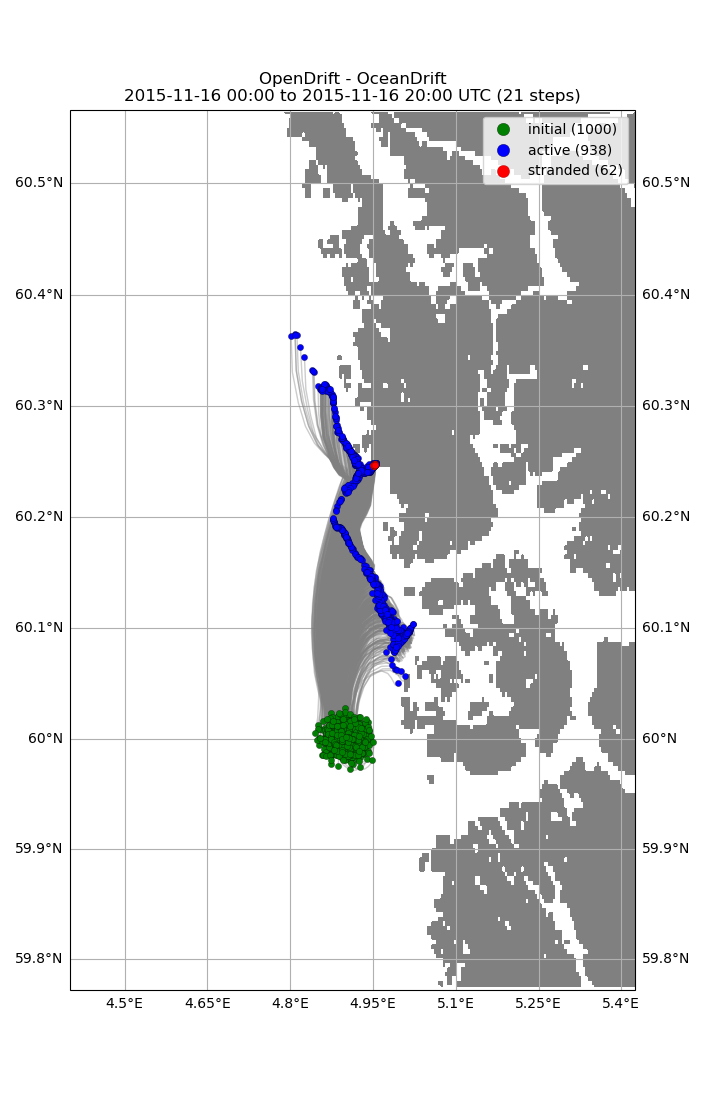 OpenDrift - OceanDrift
2015-11-16 00:00 to 2015-11-16 20:00 UTC (21 steps)
initial (1000)
active (938)
stranded (62)
60.5°N 60.5°N
60.4°N 60.4°N
60.3°N 60.3°N
60.2°N 60.2°N
60.1°N 60.1°N
60°N 60°N
59.9°N 59.9°N
59.8°N 59.8°N
4.5°E 4.65°E 4.8°E 4.95°E 5.1°E 5.25°E 5.4°E